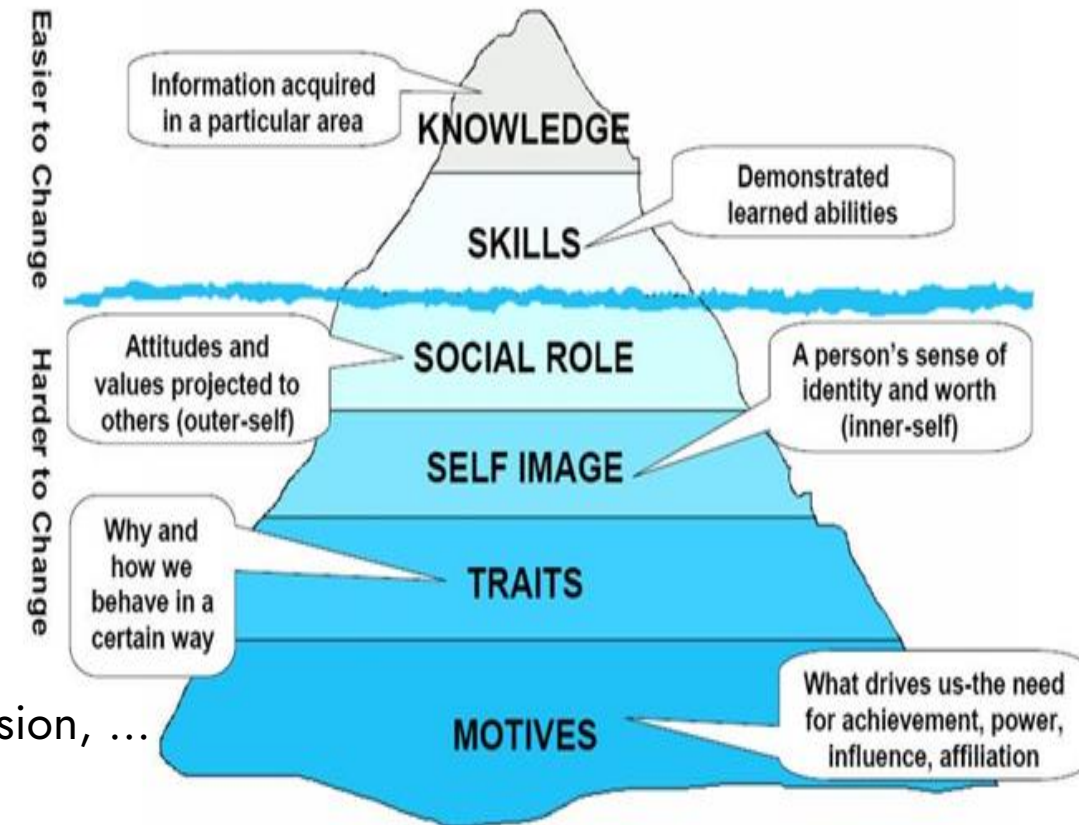 Easier to Change
Information acquired
in a particular area
KNOWLEDGE
Demonstrated
learned abilities
SKILLS
Harder to Change
Attitudes and
values projected to
others (outer-self)
SOCIAL ROLE
A person's sense of
identity and worth
(inner-self)
SELF IMAGE
Why and
how we
behave in a
certain way
TRAITS
What drives us-the need
for achievement, power,
influence, affiliation
MOTIVES
sion, ...